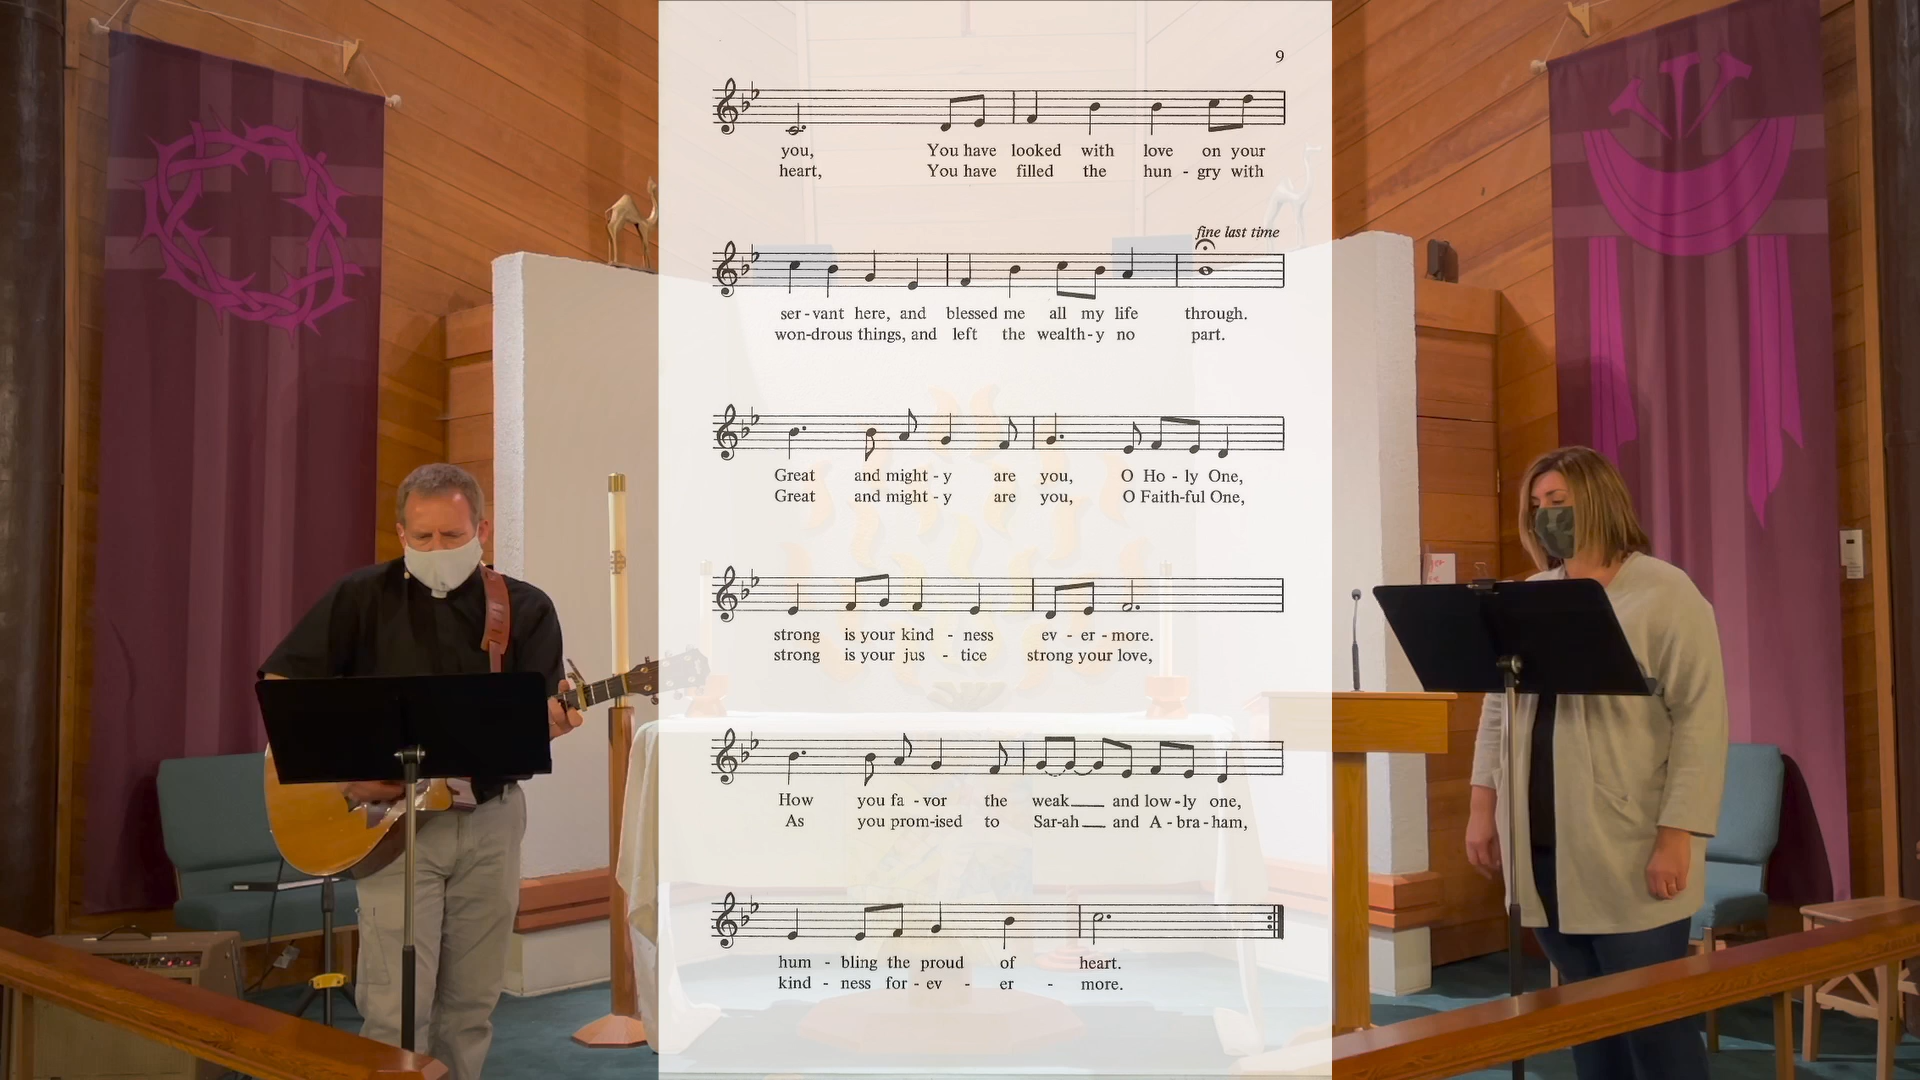 9
you, You have looked with love on your
heart, You have filled the hun - gry with
fine last time
ser - vant here, and blessed me all my life through.
won-drous things, and left the wealth - y no part.
Great and might - y are you, O Ho - ly One,
Great and might - y are you, O Faith-ful One,
strong is your kind - ness ev - er - more.
strong is your jus - tice strong your love,
How you fa - vor the weak___ and low - ly one,
As you prom-ised to Sar-ah___ and A - bra - ham,
hum - bling the proud of heart.
kind - ness for - ev - er - more.